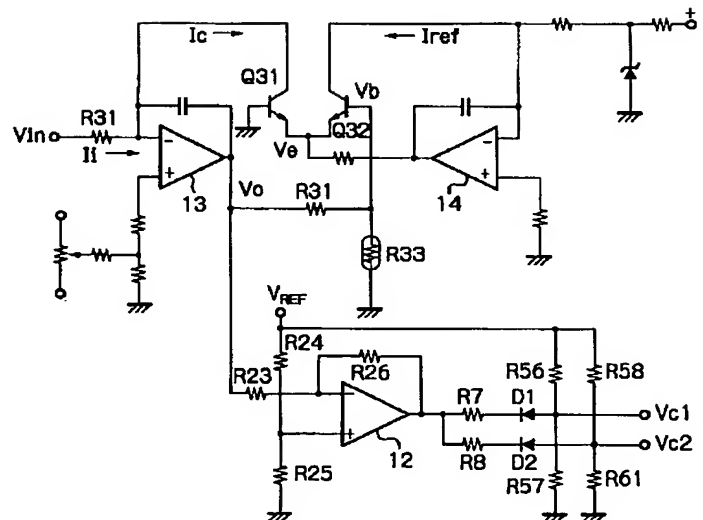 +
Ic
Iref
Q31
Vb
R31
Vin
Q32
−
−
Ve
Ii
+
+
13
Vo
R31
14
R33
VREF
R24
R56
R58
R26
R23
R7
D1
−
Vc1
+
12
Vc2
R8
D2
R25
R57
R61